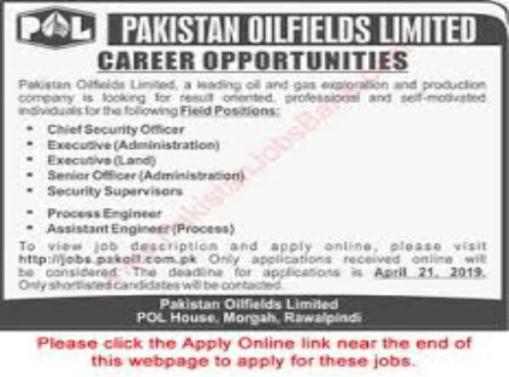 POL PAKISTAN OILFIELDS LIMITED
CAREER OPPORTUNITIES
Pakistan Oilfields Limited, a leading oil and gas exploration and production
company is looking for result oriented, professional and self-motivated
individuals for the following Field Positions:
• Chief Security Officer
• Executive (Administration)
• Executive (Land)
• Senior Officer (Administration)
• Security Supervisors
• Process Engineer
• Assistant Engineer (Process)
To view job description and apply online, please visit
http://jobs.pakoil.com.pk Only applications received online will
be considered. The deadline for applications is April 21, 2019.
Only shortlisted candidates will be contacted.
Pakistan Oilfields Limited
POL House, Morgah, Rawalpindi
Please click the Apply Online link near the end of
this webpage to apply for these jobs.